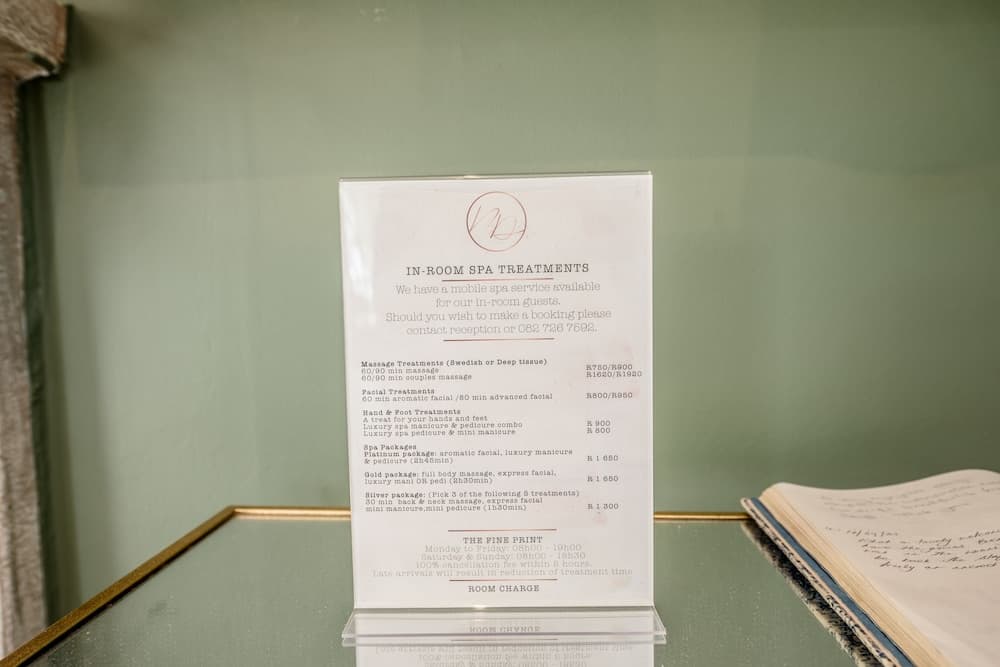 IN-ROOM SPA TREATMENTS
We have a mobile spa service available
for our in-room guests.
Should you wish to make a booking please
contact reception or 082 726 7592.
Massage Treatments (Swedish or Deep tissue)
60/90 min massage R750/R900
60/90 min couples massage R1620/R1920
Facial Treatments
60 min aromatic facial /80 min advanced facial R800/R950
Hand & Foot Treatments
A treat for your hands and feet
Luxury spa manicure & pedicure combo R 900
Luxury spa pedicure & mini manicure R 800
Spa Packages
Platinum package: aromatic facial, luxury manicure
& pedicure (2h45min) R 1 650
Gold package: full body massage, express facial,
luxury mani OR pedi (2h30min) R 1 650
Silver package: (Pick 3 of the following 5 treatments)
30 min back & neck massage, express facial
mini manicure,mini pedicure (1h30min) R 1 300
THE FINE PRINT
Monday to Friday: 08h00 - 19h00
Saturday & Sunday: 08h00 - 18h30
100% cancellation fee within 6 hours.
Late arrivals will result in reduction of treatment time
ROOM CHARGE